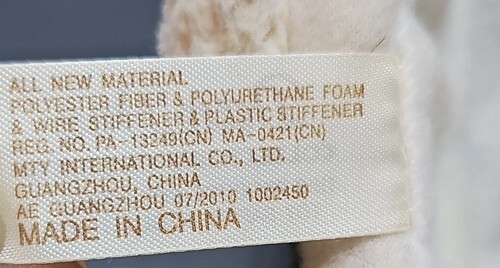 ALL NEW MATERIAL
POLYESTER FIBER & POLYURETHANE FOAM
& WIRE STIFFENER & PLASTIC STIFFENER
REG. NO. PA-13249(CN) MA-0421(CN)
MTY INTERNATIONAL CO., LTD.
GUANGZHOU, CHINA
AE GUANGZHOU 07/2010 1002450
MADE IN CHINA